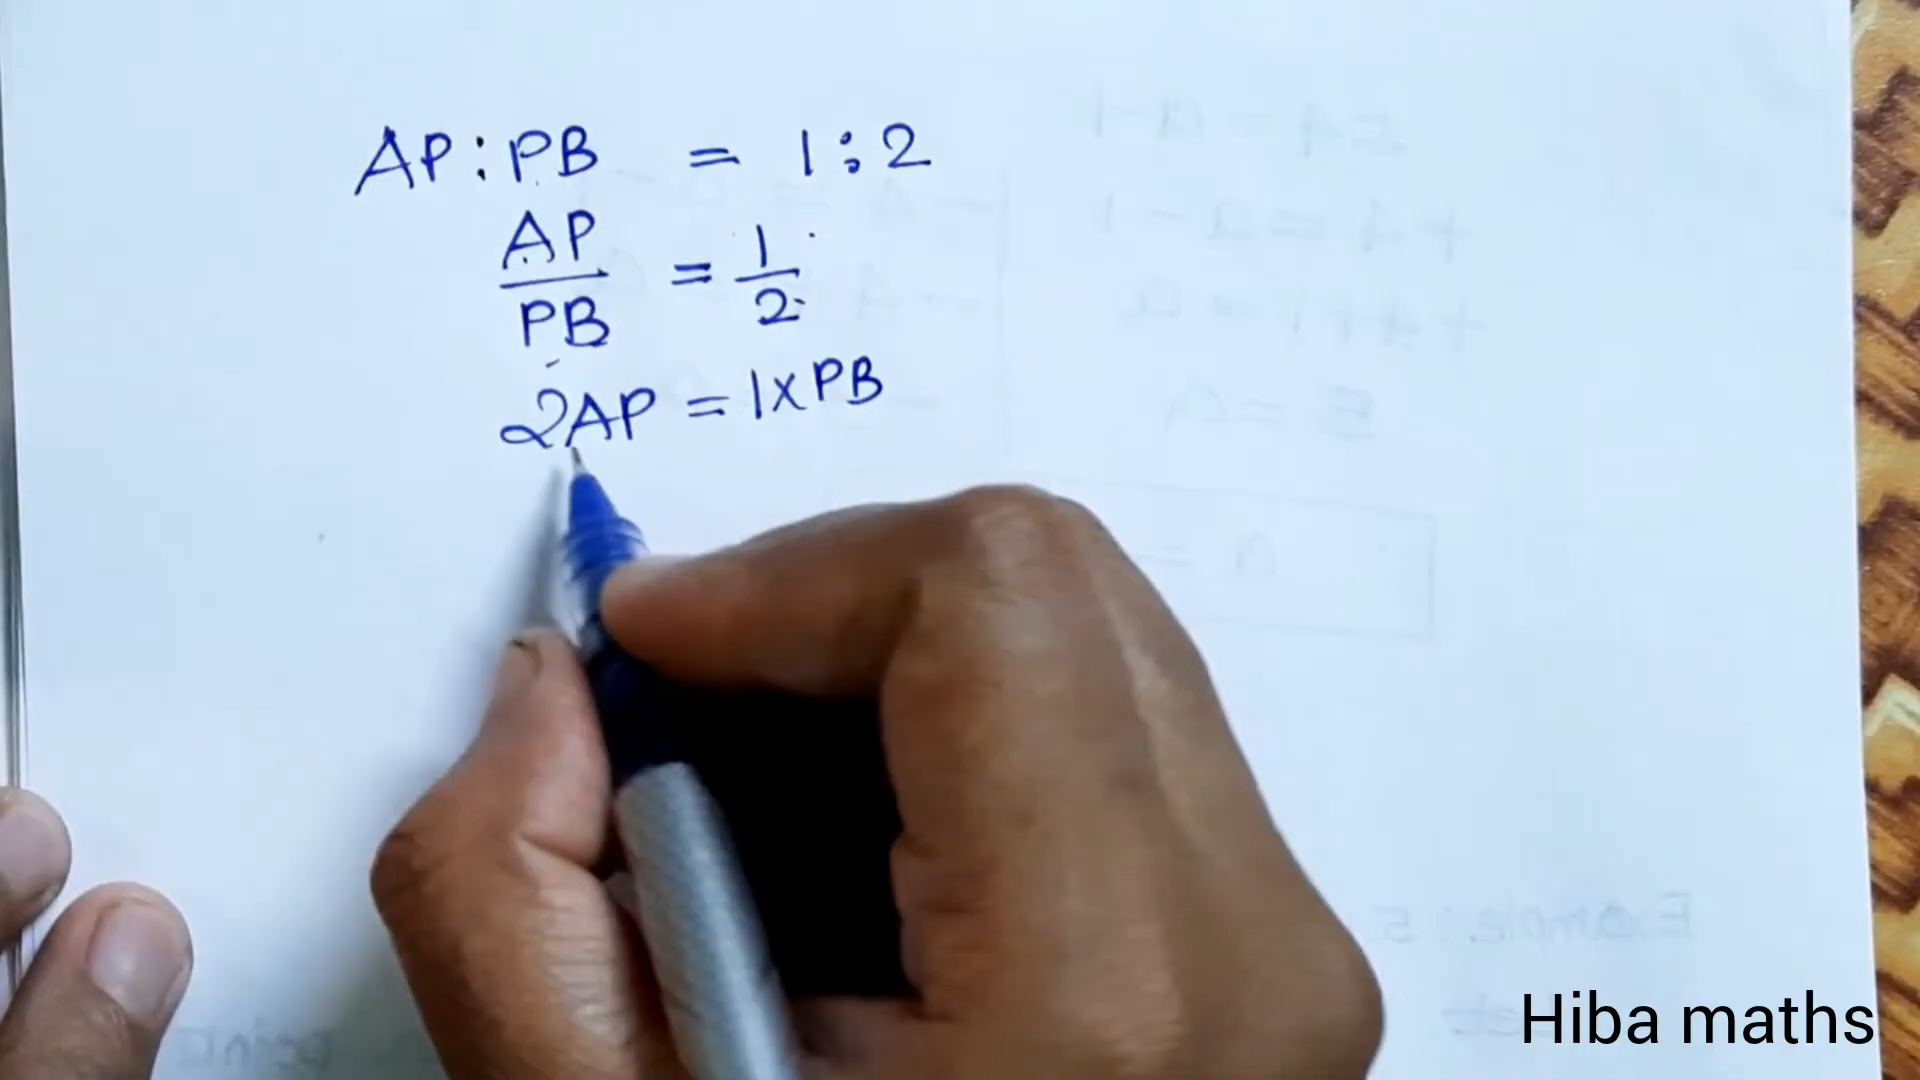 AP : PB = 1 : 2
AP/PB = 1/2
2AP = 1 x PB
Hiba maths